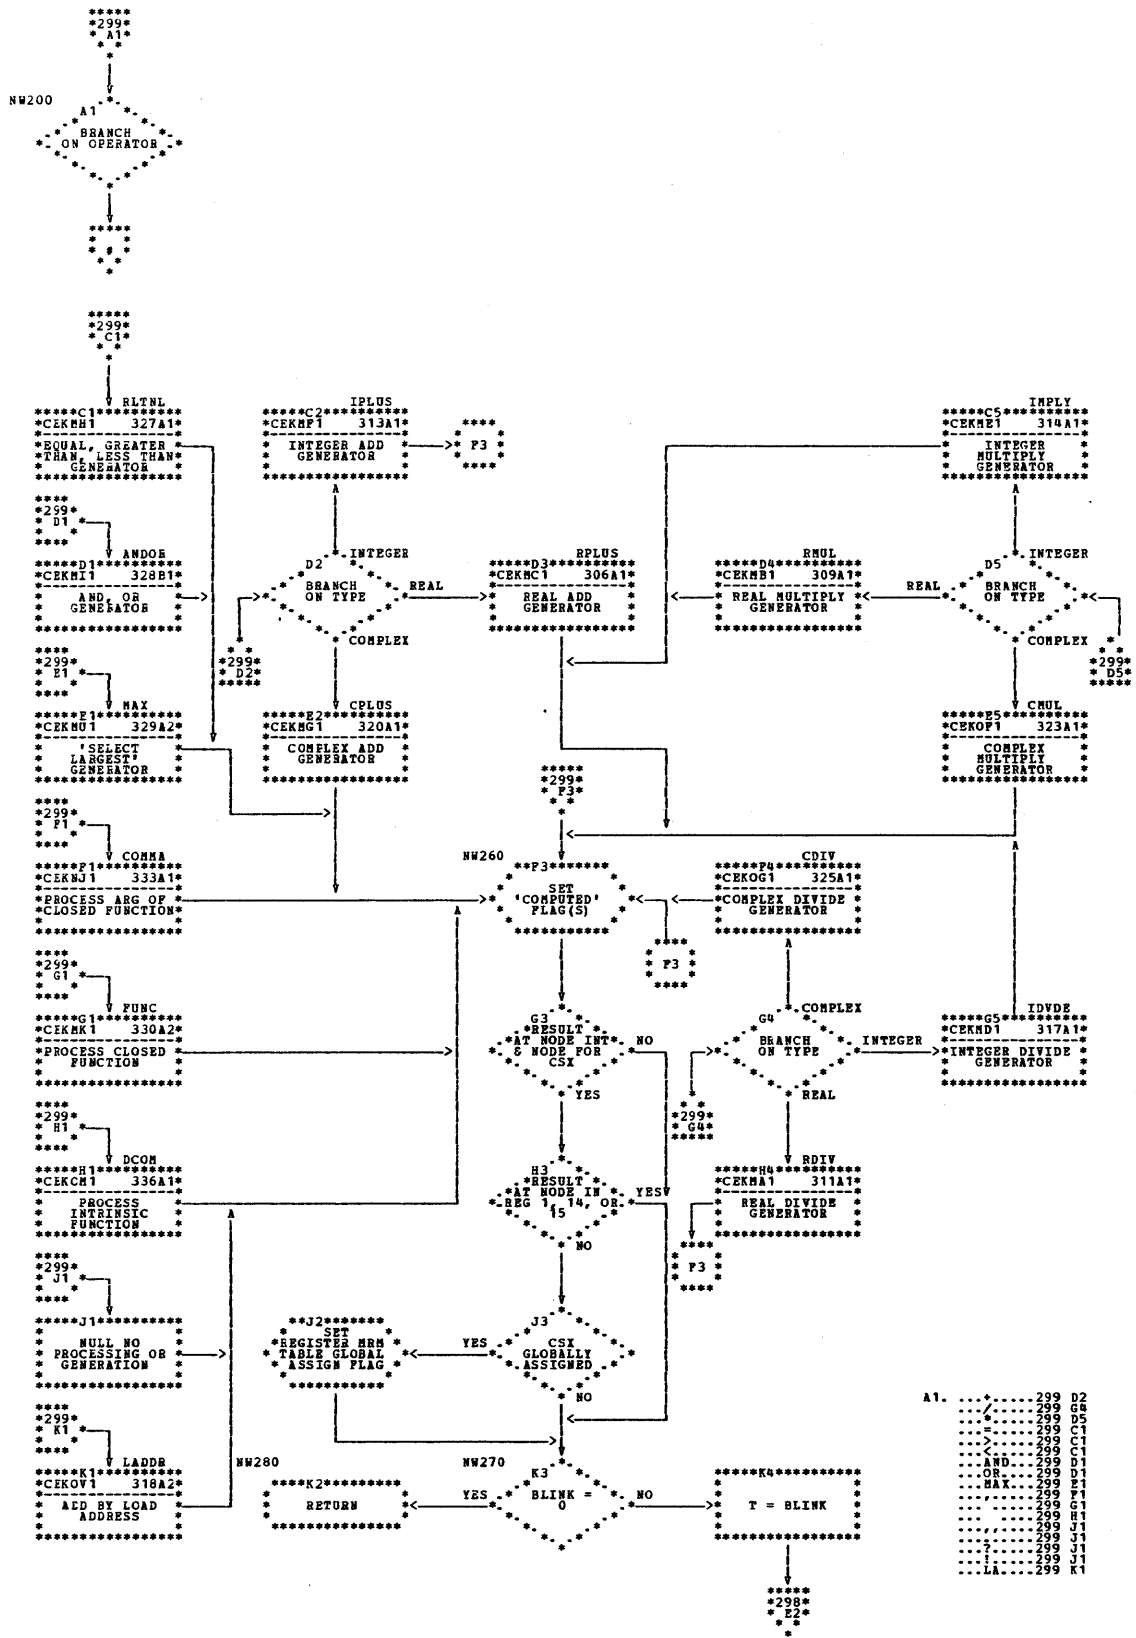 *299*
A1
NW200
A1
BRANCH
ON OPERATOR
#
*299*
C1
RLTNL
*****C1**********
*CEKMH1 327A1*
EQUAL, GREATER
THAN, LESS THAN
GENERATOR
IPLUS
*****C2**********
*CEKMF1 313A1*
INTEGER ADD
GENERATOR
F3
IMPLY
*****C5**********
*CEKME1 314A1*
INTEGER
MULTIPLY
GENERATOR
*299*
D1
ANDOR
*****D1**********
*CEKMI1 328B1*
AND, OR
GENERATOR
D2
INTEGER
BRANCH
ON TYPE
REAL
COMPLEX
*299*
D2
RPLUS
*****D3**********
*CEKMC1 306A1*
REAL ADD
GENERATOR
RMUL
*****D4**********
*CEKMB1 309A1*
REAL MULTIPLY
GENERATOR
D5
INTEGER
REAL
BRANCH
ON TYPE
COMPLEX
*299*
D5
*299*
E1
MAX
*****E1**********
*CEKMU1 329A2*
'SELECT
LARGEST'
GENERATOR
CPLUS
*****E2**********
*CEKMG1 320A1*
COMPLEX ADD
GENERATOR
CMUL
*****E5**********
*CEKOF1 323A1*
COMPLEX
MULTIPLY
GENERATOR
*299*
F3
*299*
F1
COMMA
*****F1**********
*CEKNJ1 333A1*
PROCESS ARG OF
CLOSED FUNCTION
NW260
**F3*******
SET
'COMPUTED'
FLAG(S)
F3
CDIV
*****F4**********
*CEKOG1 325A1*
COMPLEX DIVIDE
GENERATOR
*299*
G1
FUNC
*****G1**********
*CEKMK1 330A2*
PROCESS CLOSED
FUNCTION
G3
RESULT
AT NODE INT
& NODE FOR
CSX
NO
YES
G4
COMPLEX
BRANCH
ON TYPE
INTEGER
REAL
*299*
G4
IDVDE
*****G5**********
*CEKMD1 317A1*
INTEGER DIVIDE
GENERATOR
*299*
H1
DCOM
*****H1**********
*CEKCM1 336A1*
PROCESS
INTRINSIC
FUNCTION
H3
RESULT
AT NODE IN
REG 1, 14, OR
15
YES
NO
RDIV
*****H4**********
*CEKMA1 311A1*
REAL DIVIDE
GENERATOR
F3
*299*
J1
*****J1**********
NULL NO
PROCESSING OR
GENERATION
**J2*******
SET
REGISTER MRM
TABLE GLOBAL
ASSIGN FLAG
J3
YES
CSX
GLOBALLY
ASSIGNED
NO
*299*
K1
LADDR
*****K1**********
*CEKOV1 318A2*
ADD BY LOAD
ADDRESS
NW280
*****K2**********
RETURN
NW270
K3
YES
BLINK =
0
NO
*****K4**********
T = BLINK
*298*
E2
A1. ...+.....299 D2
.../.....299 G4
...*.....299 D5
...=.....299 C1
...>.....299 C1
...<.....299 C1
...AND...299 D1
...OR....299 D1
...MAX...299 E1
...,.....299 F1
... .....299 G1
... .....299 H1
...,,....299 J1
... .....299 J1
...?.....299 J1
...!.....299 J1
...LA....299 K1